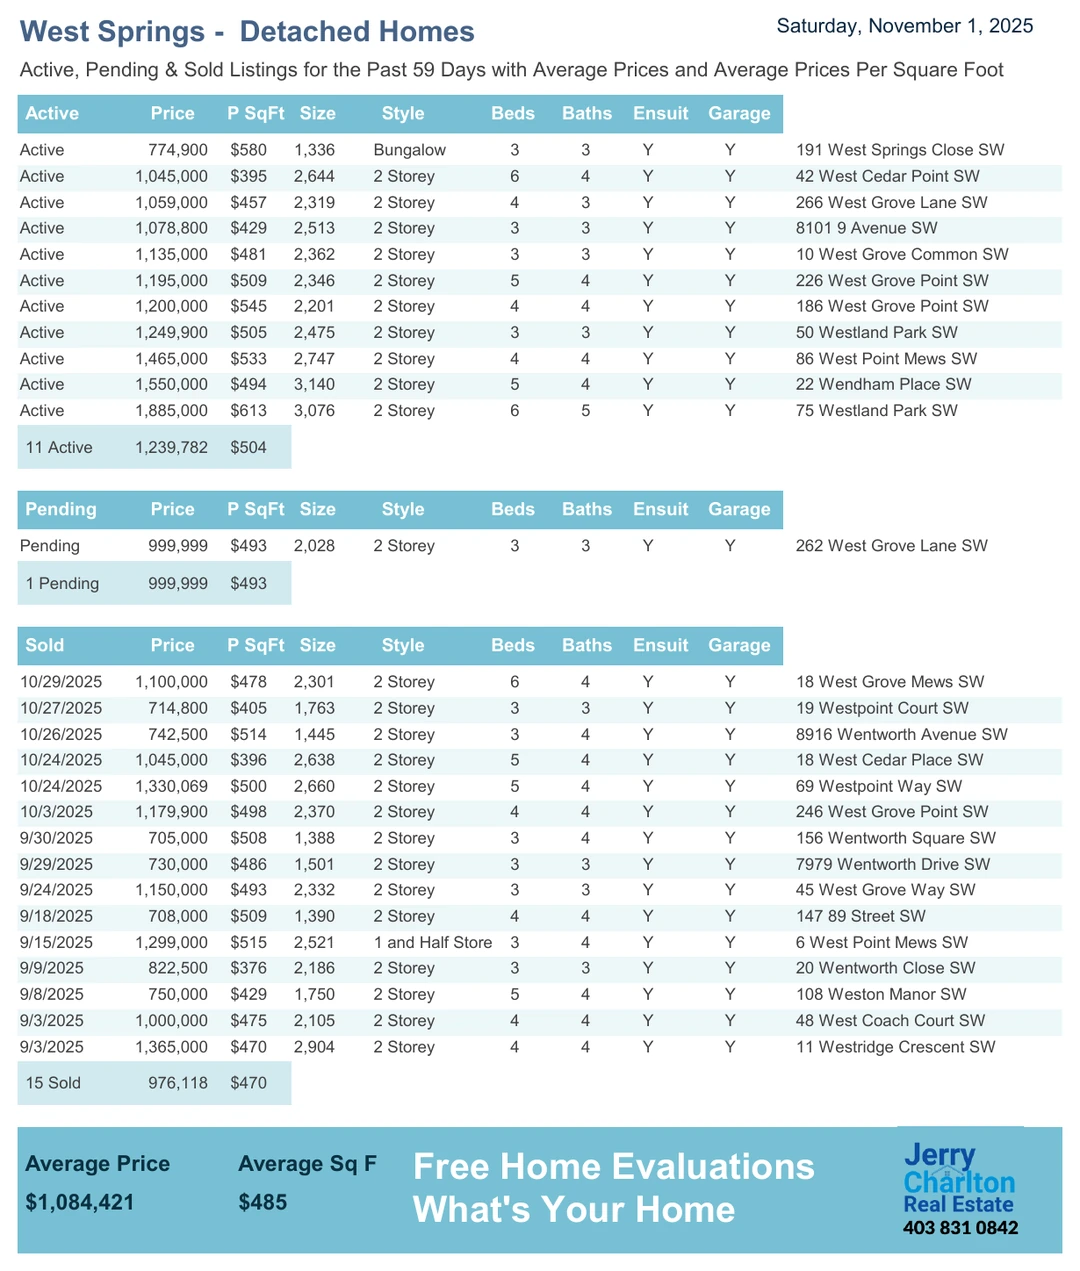 West Springs - Detached Homes
Saturday, November 1, 2025
Active, Pending & Sold Listings for the Past 59 Days with Average Prices and Average Prices Per Square Foot
Active Price P SqFt Size Style Beds Baths Ensuit Garage
Active 774,900 $580 1,336 Bungalow 3 3 Y Y 191 West Springs Close SW
Active 1,045,000 $395 2,644 2 Storey 6 4 Y Y 42 West Cedar Point SW
Active 1,059,000 $457 2,319 2 Storey 4 3 Y Y 266 West Grove Lane SW
Active 1,078,800 $429 2,513 2 Storey 3 3 Y Y 8101 9 Avenue SW
Active 1,135,000 $481 2,362 2 Storey 3 3 Y Y 10 West Grove Common SW
Active 1,195,000 $509 2,346 2 Storey 5 4 Y Y 226 West Grove Point SW
Active 1,200,000 $545 2,201 2 Storey 4 4 Y Y 186 West Grove Point SW
Active 1,249,900 $505 2,475 2 Storey 3 3 Y Y 50 Westland Park SW
Active 1,465,000 $533 2,747 2 Storey 4 4 Y Y 86 West Point Mews SW
Active 1,550,000 $494 3,140 2 Storey 5 4 Y Y 22 Wendham Place SW
Active 1,885,000 $613 3,076 2 Storey 6 5 Y Y 75 Westland Park SW
11 Active 1,239,782 $504
Pending Price P SqFt Size Style Beds Baths Ensuit Garage
Pending 999,999 $493 2,028 2 Storey 3 3 Y Y 262 West Grove Lane SW
1 Pending 999,999 $493
Sold Price P SqFt Size Style Beds Baths Ensuit Garage
10/29/2025 1,100,000 $478 2,301 2 Storey 6 4 Y Y 18 West Grove Mews SW
10/27/2025 714,800 $405 1,763 2 Storey 3 3 Y Y 19 Westpoint Court SW
10/26/2025 742,500 $514 1,445 2 Storey 3 4 Y Y 8916 Wentworth Avenue SW
10/24/2025 1,045,000 $396 2,638 2 Storey 5 4 Y Y 18 West Cedar Place SW
10/24/2025 1,330,069 $500 2,660 2 Storey 5 4 Y Y 69 Westpoint Way SW
10/3/2025 1,179,900 $498 2,370 2 Storey 4 4 Y Y 246 West Grove Point SW
9/30/2025 705,000 $508 1,388 2 Storey 3 4 Y Y 156 Wentworth Square SW
9/29/2025 730,000 $486 1,501 2 Storey 3 3 Y Y 7979 Wentworth Drive SW
9/24/2025 1,150,000 $493 2,332 2 Storey 3 3 Y Y 45 West Grove Way SW
9/18/2025 708,000 $509 1,390 2 Storey 4 4 Y Y 147 89 Street SW
9/15/2025 1,299,000 $515 2,521 1 and Half Store 3 4 Y Y 6 West Point Mews SW
9/9/2025 822,500 $376 2,186 2 Storey 3 3 Y Y 20 Wentworth Close SW
9/8/2025 750,000 $429 1,750 2 Storey 5 4 Y Y 108 Weston Manor SW
9/3/2025 1,000,000 $475 2,105 2 Storey 4 4 Y Y 48 West Coach Court SW
9/3/2025 1,365,000 $470 2,904 2 Storey 4 4 Y Y 11 Westridge Crescent SW
15 Sold 976,118 $470
Average Price Average Sq F
$1,084,421 $485
Free Home Evaluations
What's Your Home
Jerry
Charlton
Real Estate
403 831 0842